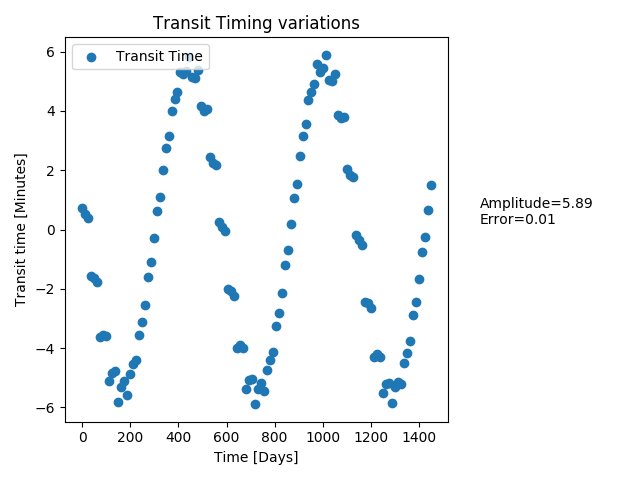 Transit Timing variations
Transit Time
Transit time [Minutes]
6
4
2
0
−2
−4
−6
0 200 400 600 800 1000 1200 1400
Time [Days]
Amplitude=5.89
Error=0.01